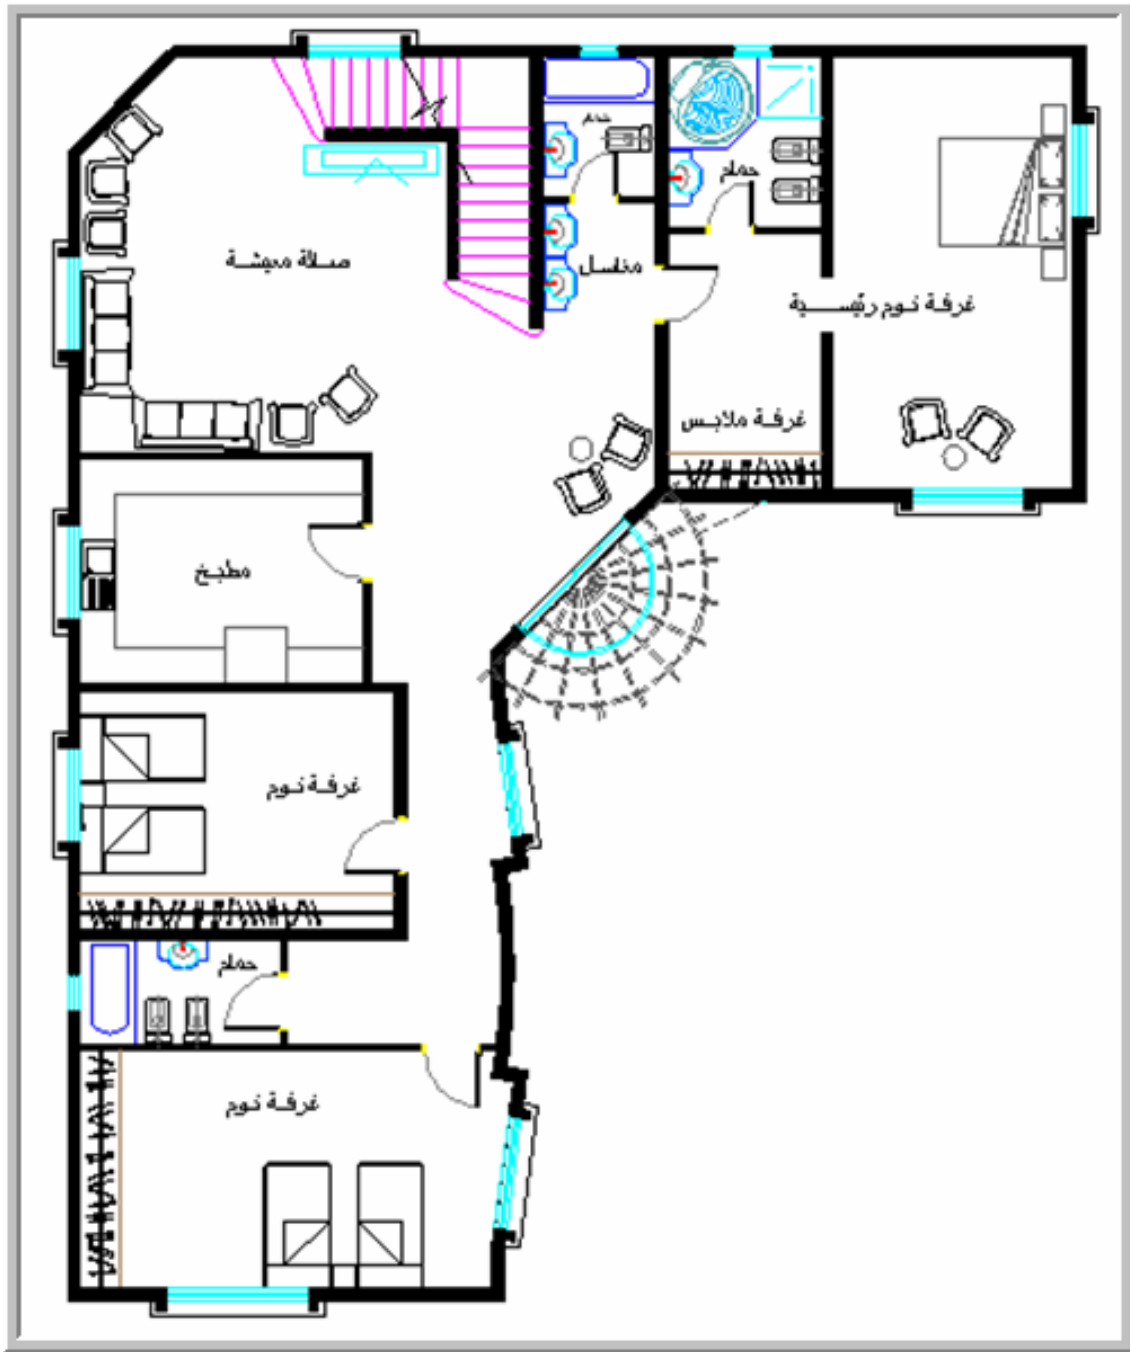 حمام
حمام
صالة معيشة
مغاسل
غرفة نوم رئيسية
غرفة ملابس
مطبخ
غرفة نوم
حمام
غرفة نوم